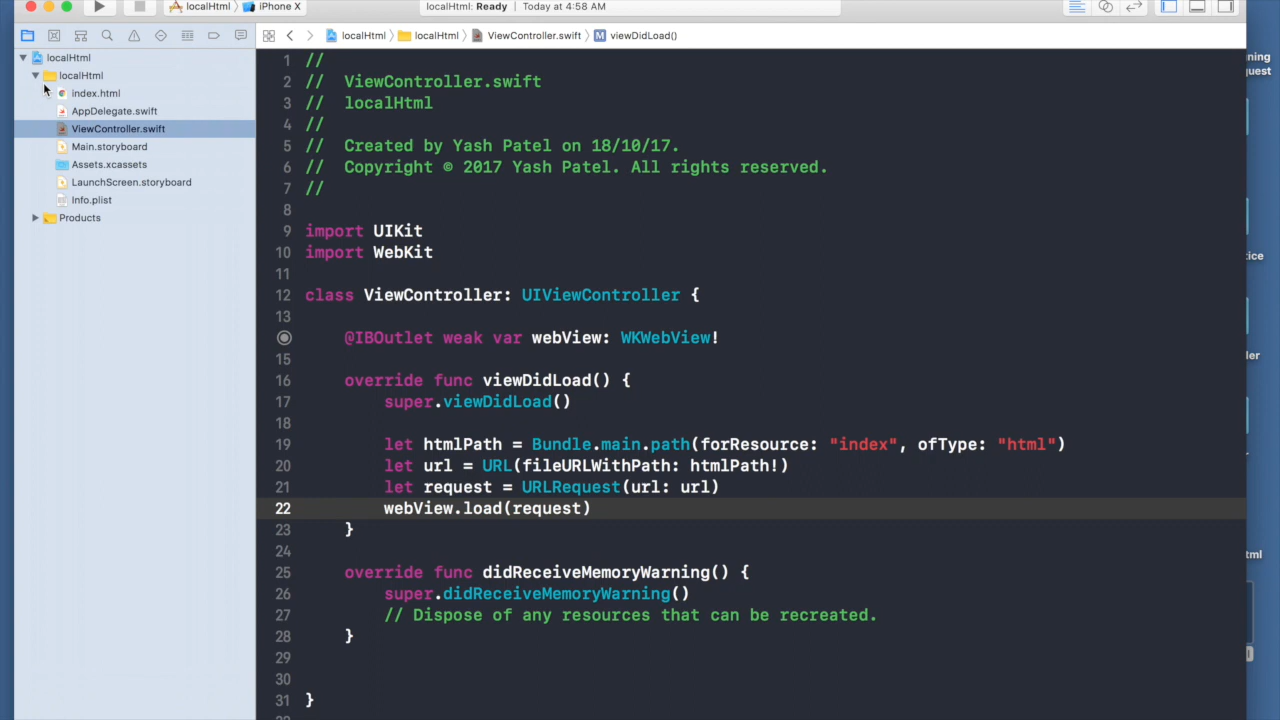 localHtml iPhone X
localHtml: Ready Today at 4:58 AM
localHtml localHtml ViewController.swift M viewDidLoad()
localHtml
localHtml
index.html
AppDelegate.swift
ViewController.swift
Main.storyboard
Assets.xcassets
LaunchScreen.storyboard
Info.plist
Products
1 //
2 // ViewController.swift
3 // localHtml
4 //
5 // Created by Yash Patel on 18/10/17.
6 // Copyright © 2017 Yash Patel. All rights reserved.
7 //
8
9 import UIKit
10 import WebKit
11
12 class ViewController: UIViewController {
13
@IBOutlet weak var webView: WKWebView!
15
16 override func viewDidLoad() {
17 super.viewDidLoad()
18
19 let htmlPath = Bundle.main.path(forResource: "index", ofType: "html")
20 let url = URL(fileURLWithPath: htmlPath!)
21 let request = URLRequest(url: url)
22 webView.load(request)
23 }
24
25 override func didReceiveMemoryWarning() {
26 super.didReceiveMemoryWarning()
27 // Dispose of any resources that can be recreated.
28 }
29
30
31 }